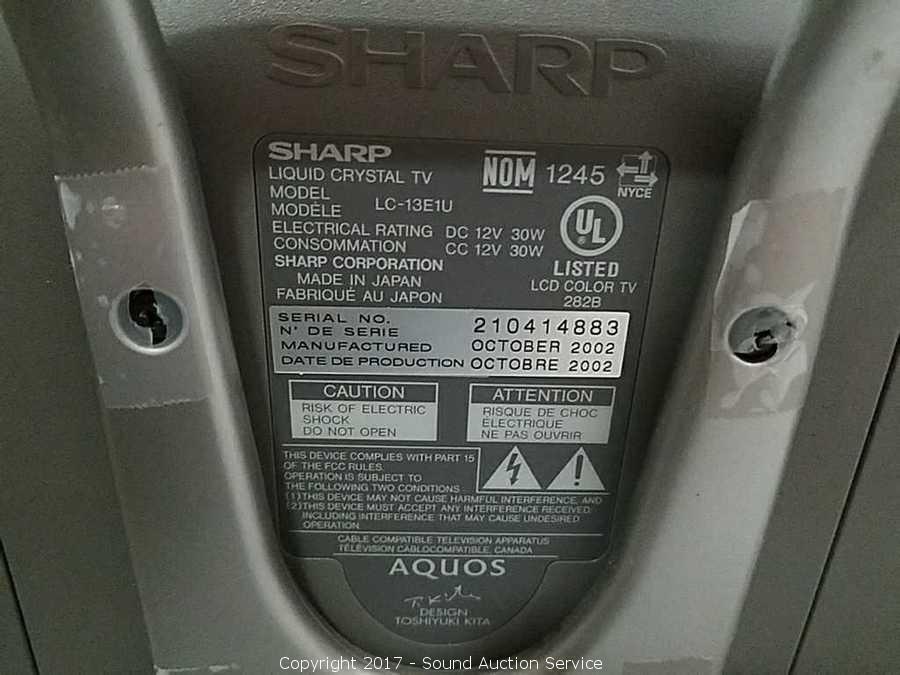 SHARP
SHARP
LIQUID CRYSTAL TV
MODEL
MODÈLE
LC-13E1U
NOM 1245
NYCE
ELECTRICAL RATING DC 12V 30W
CONSOMMATION CC 12V 30W
SHARP CORPORATION
MADE IN JAPAN
FABRIQUÉ AU JAPON
UL
LISTED
LCD COLOR TV
282B
SERIAL NO.
N° DE SERIE
210414883
MANUFACTURED OCTOBER 2002
DATE DE PRODUCTION OCTOBRE 2002
CAUTION
RISK OF ELECTRIC
SHOCK
DO NOT OPEN
ATTENTION
RISQUE DE CHOC
ELECTRIQUE
NE PAS OUVRIR
THIS DEVICE COMPLIES WITH PART 15
OF THE FCC RULES.
OPERATION IS SUBJECT TO
THE FOLLOWING TWO CONDITIONS :
(1)THIS DEVICE MAY NOT CAUSE HARMFUL INTERFERENCE, AND
(2)THIS DEVICE MUST ACCEPT ANY INTERFERENCE RECEIVED,
INCLUDING INTERFERENCE THAT MAY CAUSE UNDESIRED
OPERATION.
CABLE COMPATIBLE TELEVISION APPARATUS
TÉLÉVISION CABLOCOMPATIBLE, CANADA
AQUOS
DESIGN
TOSHIYUKI KITA
Copyright 2017 - Sound Auction Service